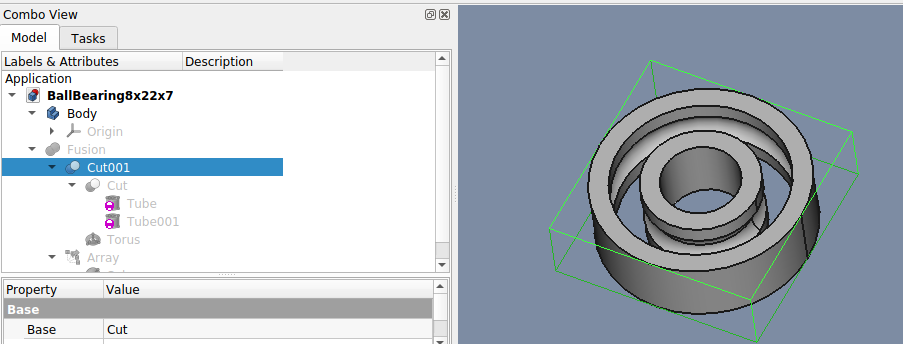 Combo View
Model Tasks
Labels & Attributes Description
Application
BallBearing8x22x7
Body
Origin
Fusion
Cut001
Cut
Tube
Tube001
Torus
Array
Property Value
Base
Base Cut